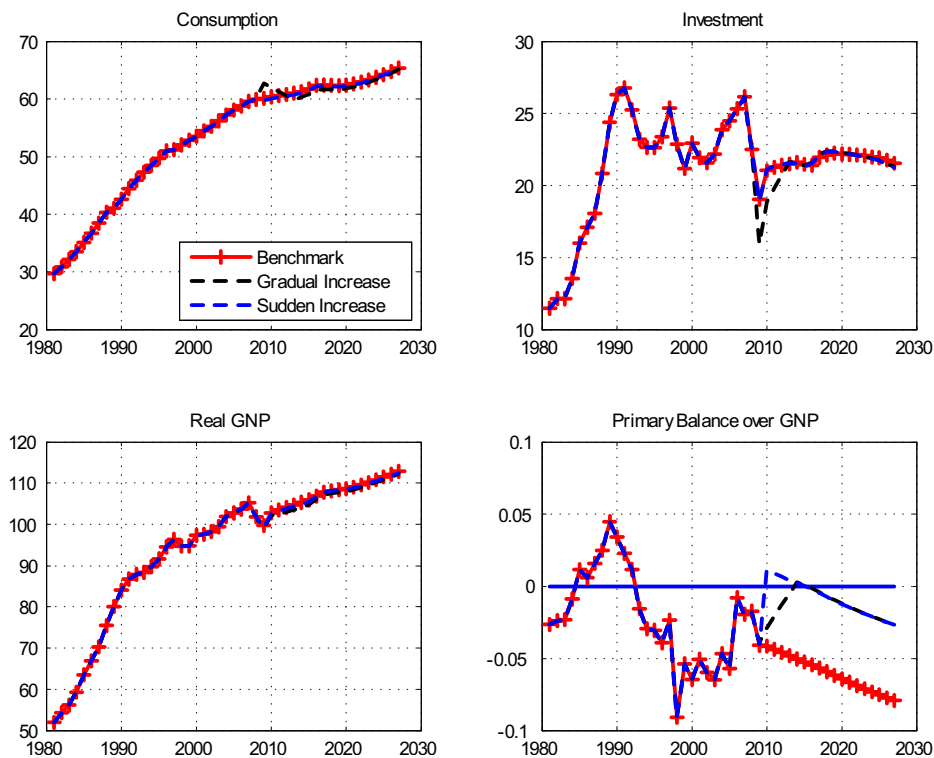 Consumption
70
60
50
40
30
20
1980 1990 2000 2010 2020 2030
Benchmark
Gradual Increase
Sudden Increase
Investment
30
25
20
15
10
1980 1990 2000 2010 2020 2030
Real GNP
120
110
100
90
80
70
60
50
1980 1990 2000 2010 2020 2030
Primary Balance over GNP
0.1
0.05
0
-0.05
-0.1
1980 1990 2000 2010 2020 2030